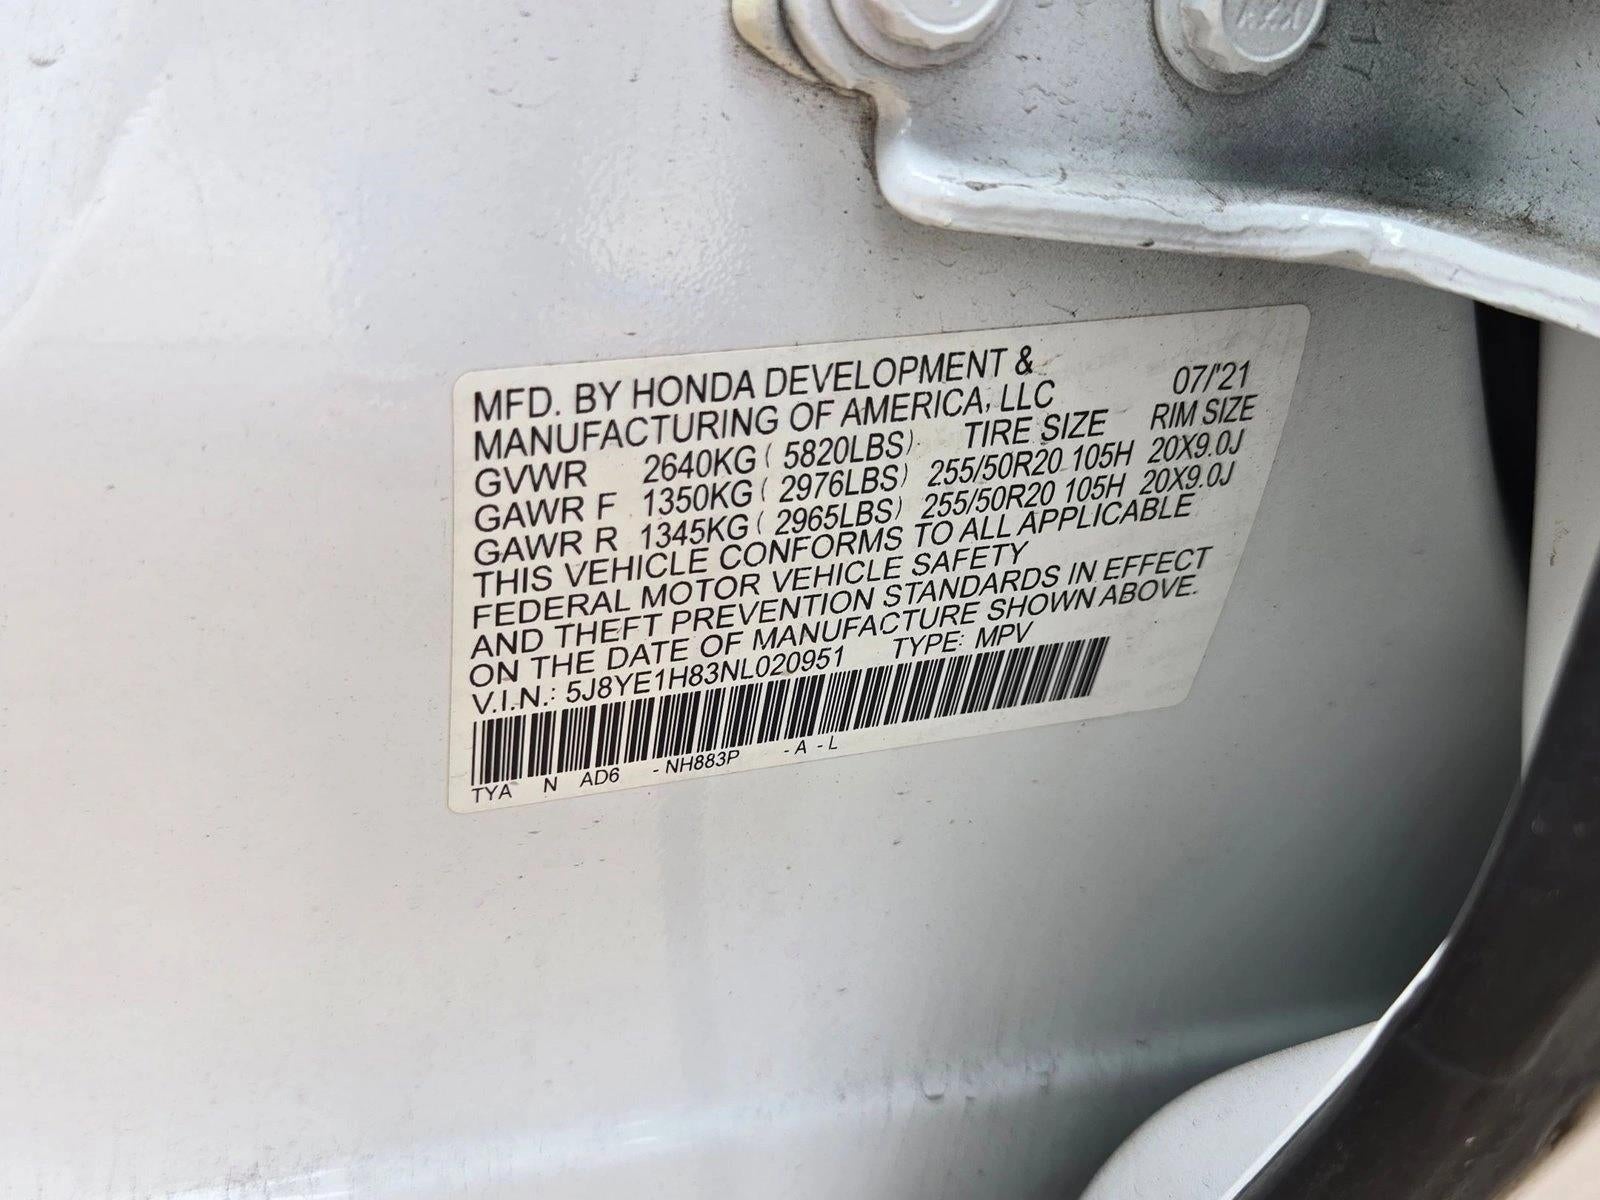 MFD. BY HONDA DEVELOPMENT &
MANUFACTURING OF AMERICA, LLC 07/'21
GVWR 2640KG ( 5820LBS) TIRE SIZE RIM SIZE
GAWR F 1350KG ( 2976LBS) 255/50R20 105H 20X9.0J
GAWR R 1345KG ( 2965LBS) 255/50R20 105H 20X9.0J
THIS VEHICLE CONFORMS TO ALL APPLICABLE
FEDERAL MOTOR VEHICLE SAFETY
AND THEFT PREVENTION STANDARDS IN EFFECT
ON THE DATE OF MANUFACTURE SHOWN ABOVE.
V.I.N.: 5J8YE1H83NL020951 TYPE: MPV
TYA N AD6 - NH883P - A - L